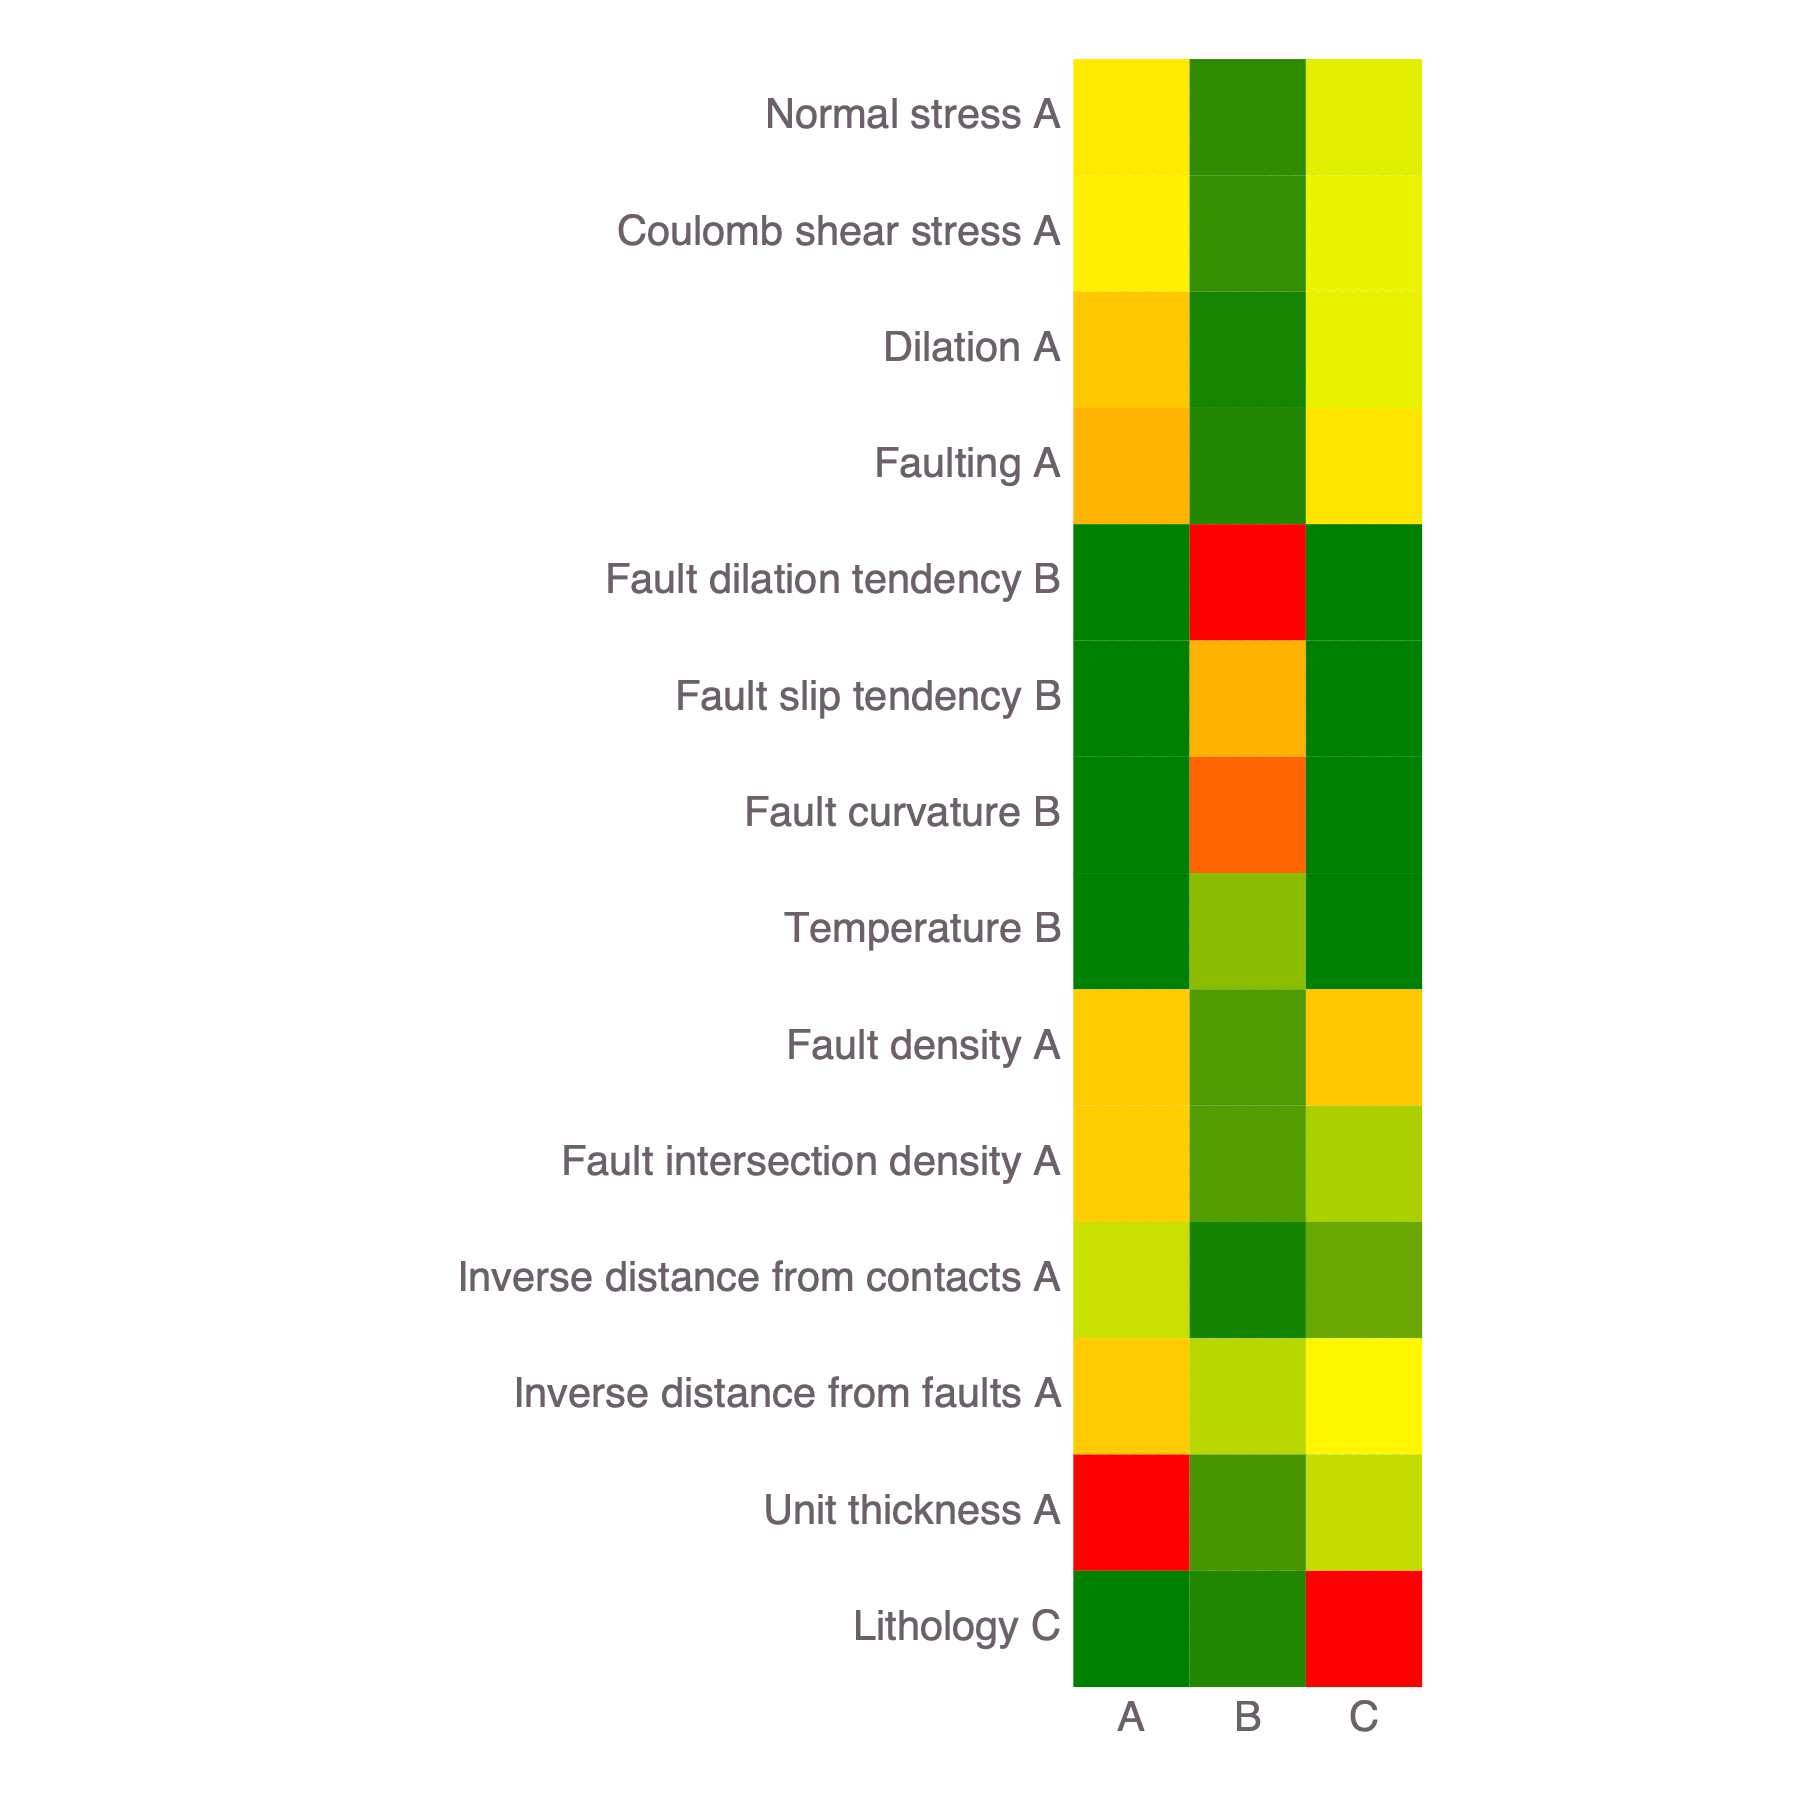 Normal stress A
Coulomb shear stress A
Dilation A
Faulting A
Fault dilation tendency B
Fault slip tendency B
Fault curvature B
Temperature B
Fault density A
Fault intersection density A
Inverse distance from contacts A
Inverse distance from faults A
Unit thickness A
Lithology C
A B C